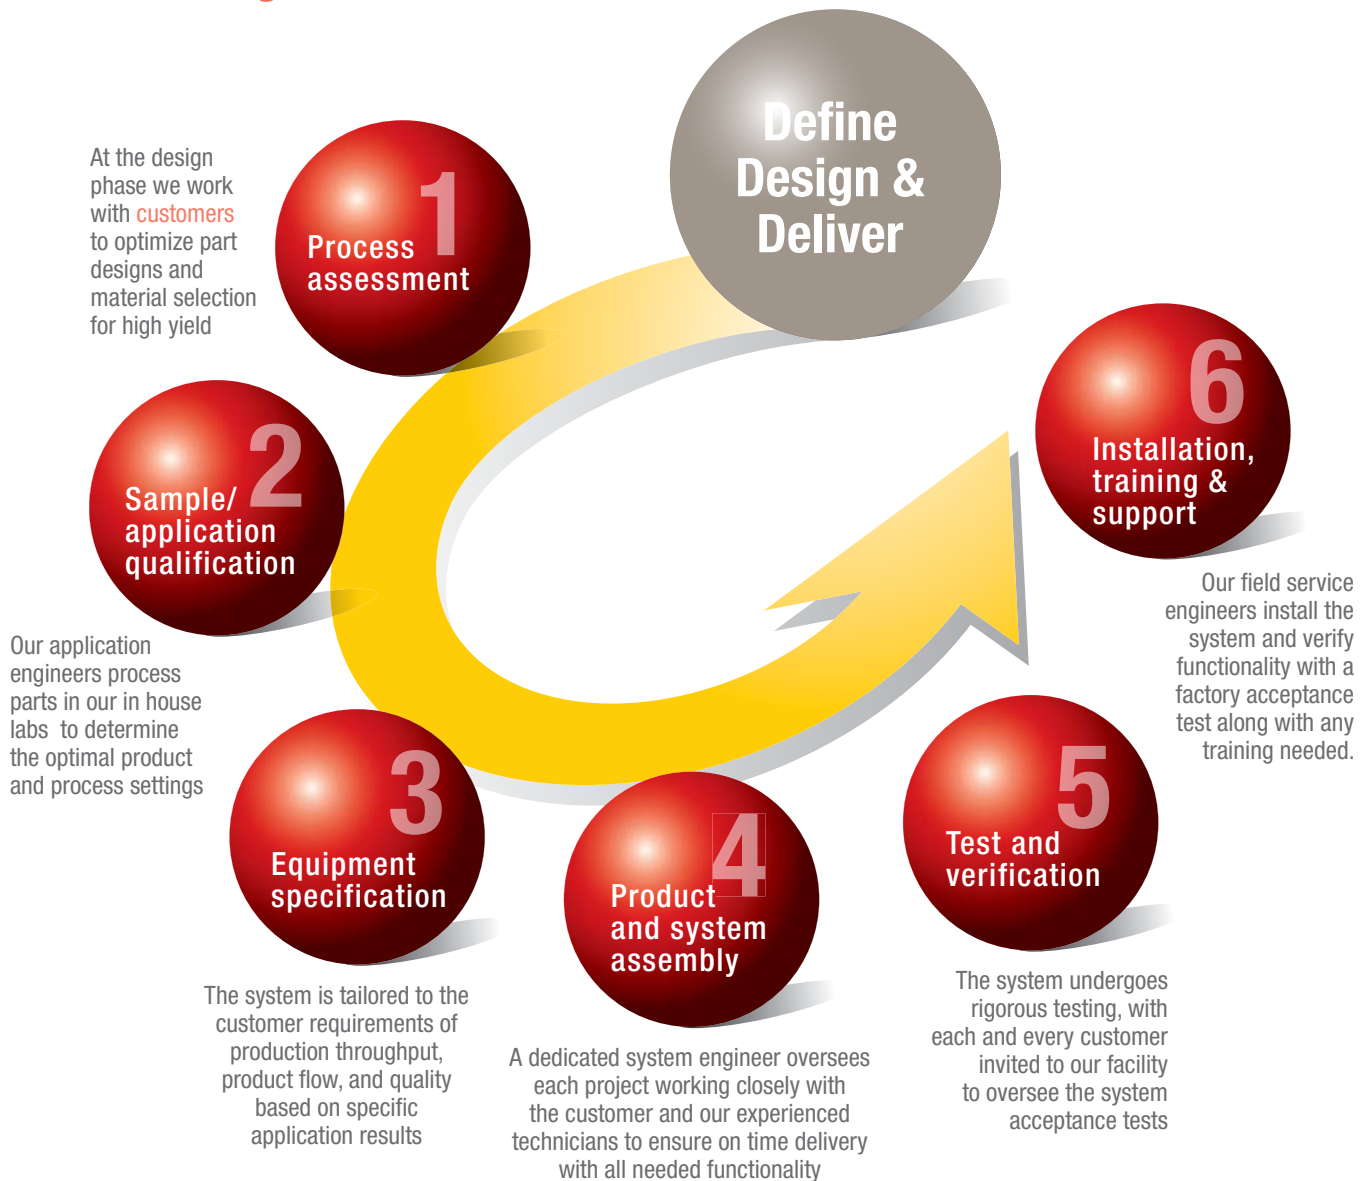 Define
Design &
Deliver
1
Process
assessment
At the design
phase we work
with customers
to optimize part
designs and
material selection
for high yield
2
Sample/
application
qualification
Our application
engineers process
parts in our in house
labs  to determine
the optimal product
and process settings
3
Equipment
specification
The system is tailored to the
customer requirements of
production throughput,
product flow, and quality
based on specific
application results
4
Product
and system
assembly
A dedicated system engineer oversees
each project working closely with
the customer and our experienced
technicians to ensure on time delivery
with all needed functionality
5
Test and
verification
The system undergoes
rigorous testing, with
each and every customer
invited to our facility
to oversee the system
acceptance tests
6
Installation,
training &
support
Our field service
engineers install the
system and verify
functionality with a
factory acceptance
test along with any
training needed.